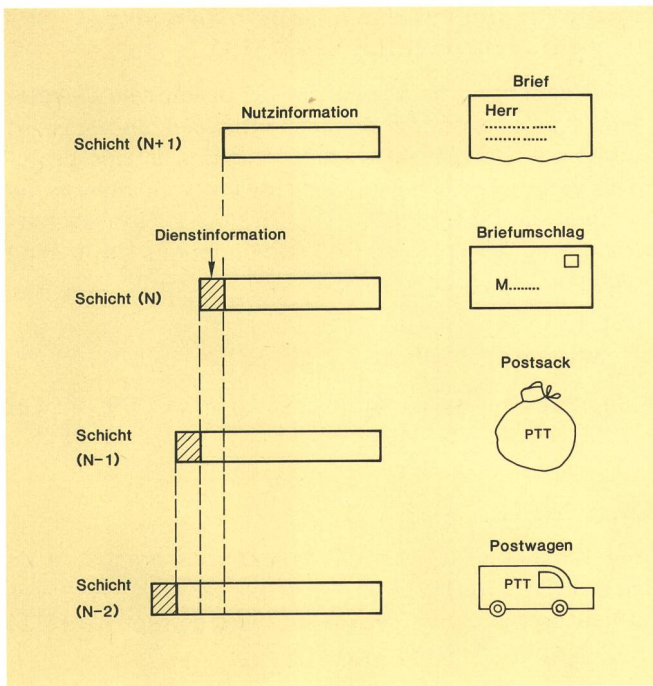 Brief
Nutzinformation
Herr
Schicht (N+1)
Dienstinformation
Briefumschlag
Schicht (N)
M........
Postsack
Schicht
(N-1)
PTT
Postwagen
Schicht
(N-2)
PTT